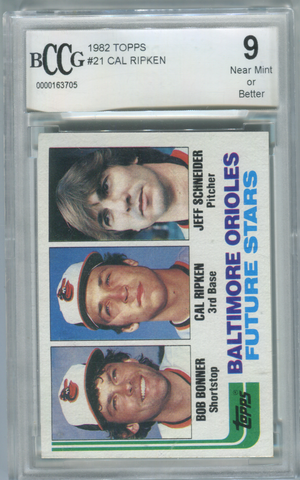 BCCG
0000163705
1982 TOPPS
#21 CAL RIPKEN
9
Near Mint
or
Better
JEFF SCHNEIDER
Pitcher
CAL RIPKEN
3rd Base
BOB BONNER
Shortstop
BALTIMORE ORIOLES
FUTURE STARS
Topps